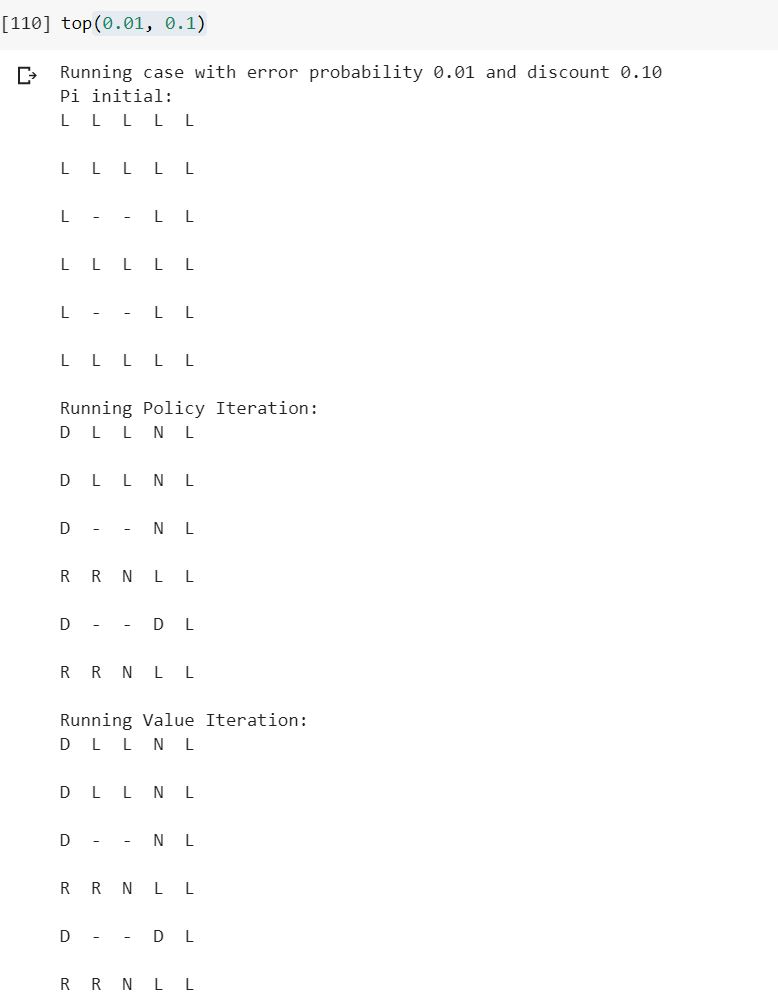 [110] top(0.01, 0.1)
Running case with error probability 0.01 and discount 0.10
Pi initial:
L L L L L
L L L L L
L - - L L
L L L L L
L - - L L
L L L L L
Running Policy Iteration:
D L L N L
D L L N L
D - - N L
R R N L L
D - - D L
R R N L L
Running Value Iteration:
D L L N L
D L L N L
D - - N L
R R N L L
D - - D L
R R N L L